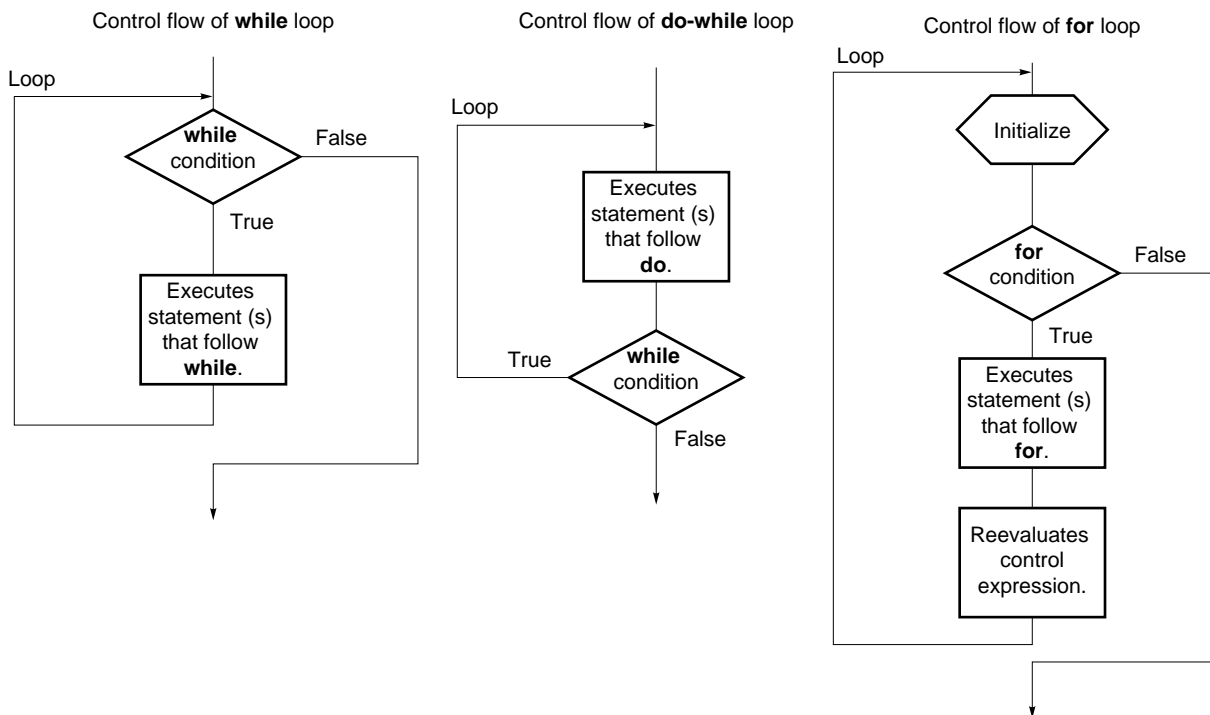 Control flow of while loop
Loop
while
condition
False
True
Executes
statement (s)
that follow
while.
Control flow of do-while loop
Loop
Executes
statement (s)
that follow
do.
True
while
condition
False
Control flow of for loop
Loop
Initialize
for
condition
False
True
Executes
statement (s)
that follow
for.
Reevaluates
control
expression.